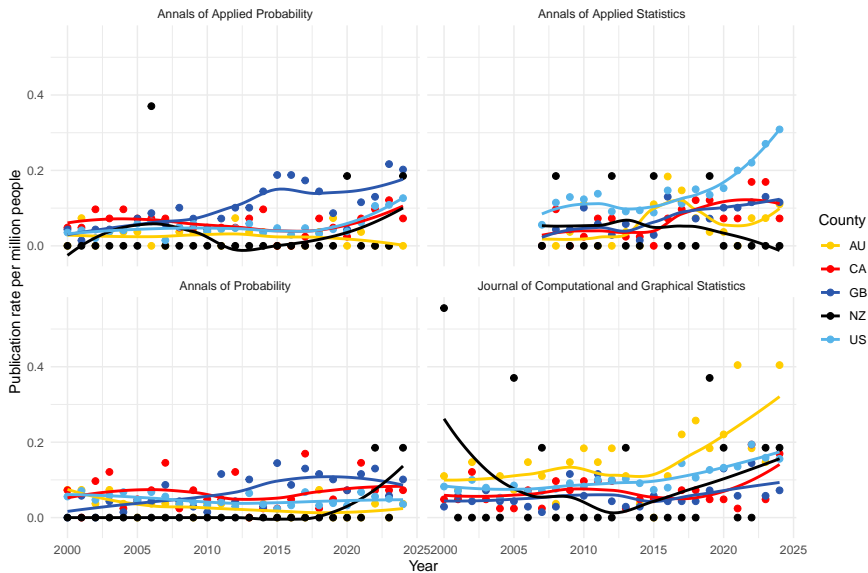 Annals of Applied Probability
Annals of Applied Statistics
0.4
0.2
0.0
Annals of Probability
Journal of Computational and Graphical Statistics
0.4
0.2
0.0
2000
2005
2010
2015
2020
2025
2000
2005
2010
2015
2020
2025
Year
Publication rate per million people
County
AU
CA
GB
NZ
US